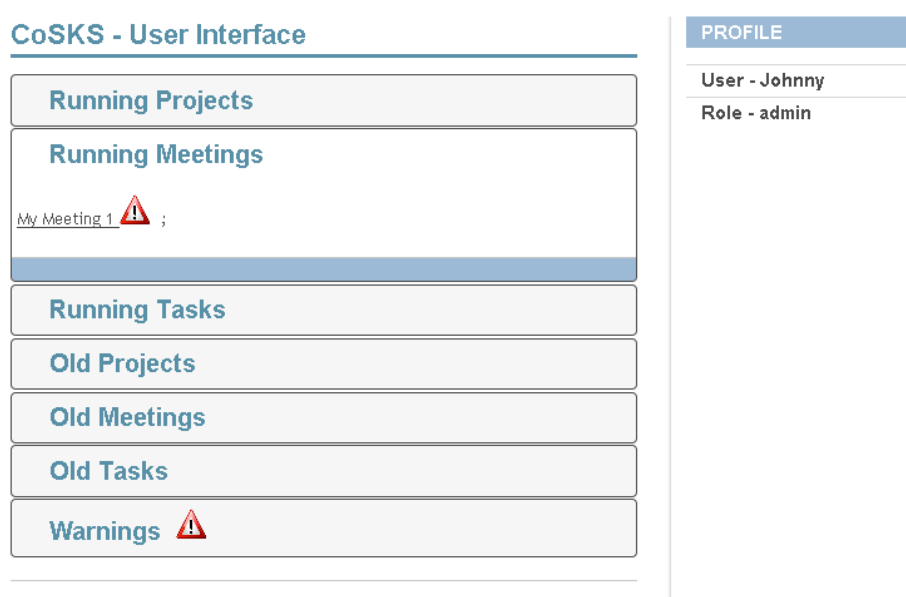 CoSKS - User Interface
Running Projects
Running Meetings
My Meeting 1 ;
Running Tasks
Old Projects
Old Meetings
Old Tasks
Warnings
PROFILE
User - Johnny
Role - admin